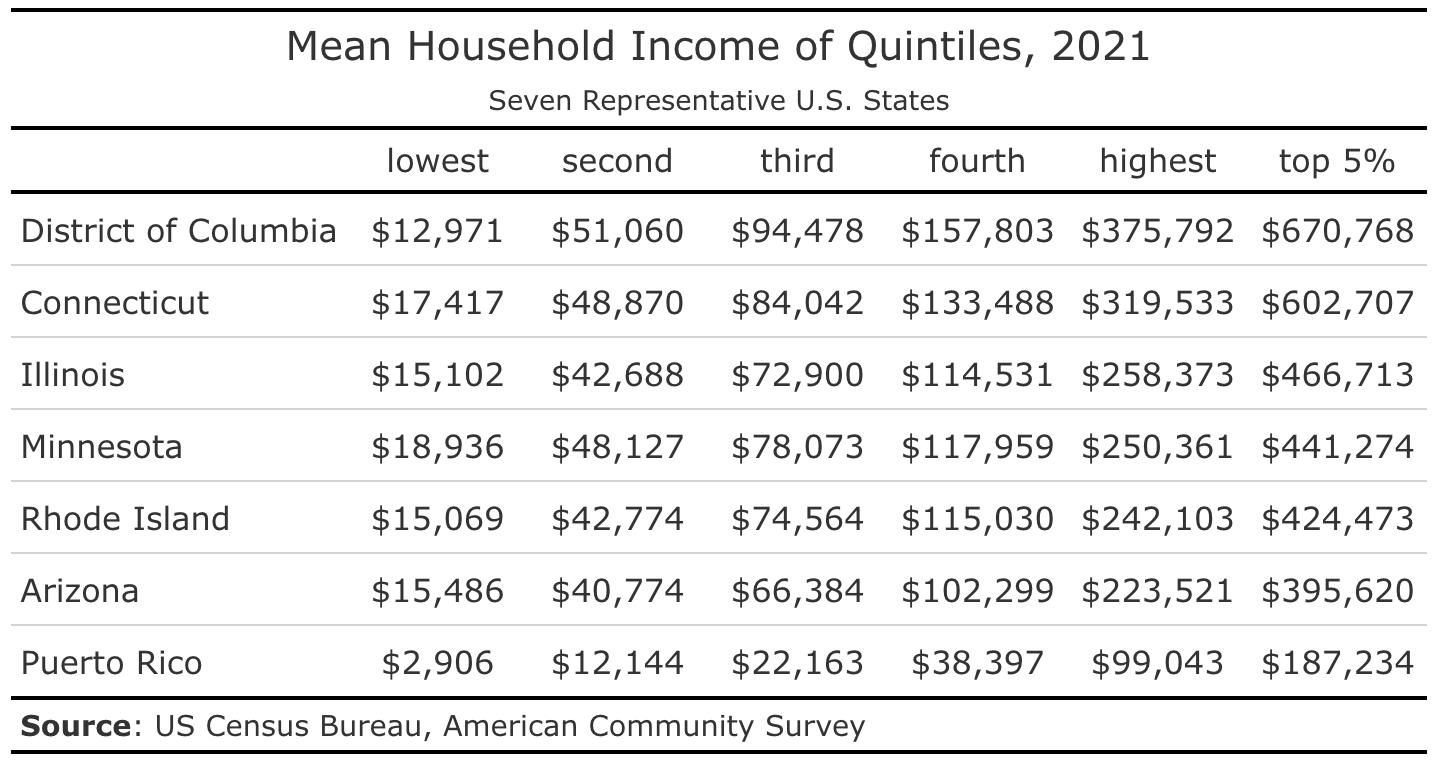 Mean Household Income of Quintiles, 2021
Seven Representative U.S. States
lowest second third fourth highest top 5%
District of Columbia $12,971 $51,060 $94,478 $157,803 $375,792 $670,768
Connecticut $17,417 $48,870 $84,042 $133,488 $319,533 $602,707
Illinois $15,102 $42,688 $72,900 $114,531 $258,373 $466,713
Minnesota $18,936 $48,127 $78,073 $117,959 $250,361 $441,274
Rhode Island $15,069 $42,774 $74,564 $115,030 $242,103 $424,473
Arizona $15,486 $40,774 $66,384 $102,299 $223,521 $395,620
Puerto Rico $2,906 $12,144 $22,163 $38,397 $99,043 $187,234
Source: US Census Bureau, American Community Survey